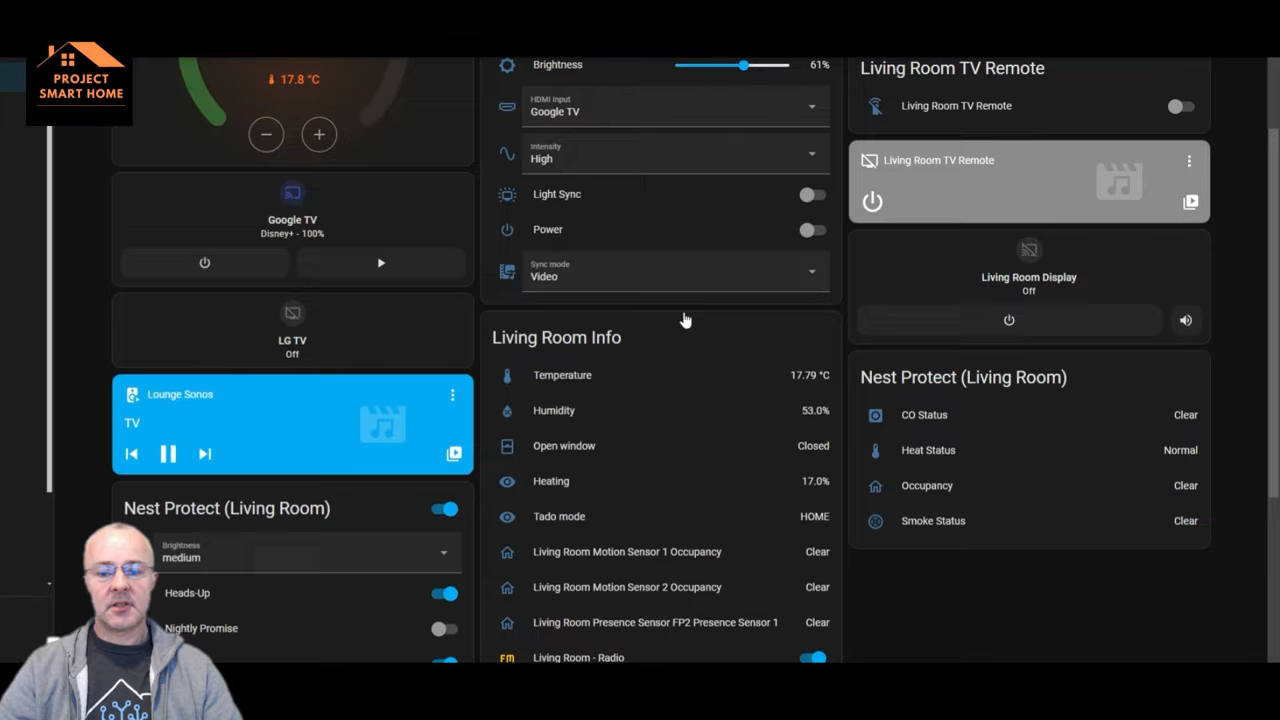 PROJECT
SMART HOME
17.8 °C
Google TV
Disney+ - 100%
LG TV
Off
Lounge Sonos
TV
Nest Protect (Living Room)
Brightness
medium
Heads-Up
Nightly Promise
Brightness
61%
HDMI Input
Google TV
Intensity
High
Light Sync
Power
Sync mode
Video
Living Room Info
Temperature 17.79 °C
Humidity 53.0%
Open window Closed
Heating 17.0%
Tado mode HOME
Living Room Motion Sensor 1 Occupancy Clear
Living Room Motion Sensor 2 Occupancy Clear
Living Room Presence Sensor FP2 Presence Sensor 1 Clear
FM Living Room - Radio
Living Room TV Remote
Living Room TV Remote
Living Room TV Remote
Living Room Display
Off
Nest Protect (Living Room)
CO Status Clear
Heat Status Normal
Occupancy Clear
Smoke Status Clear